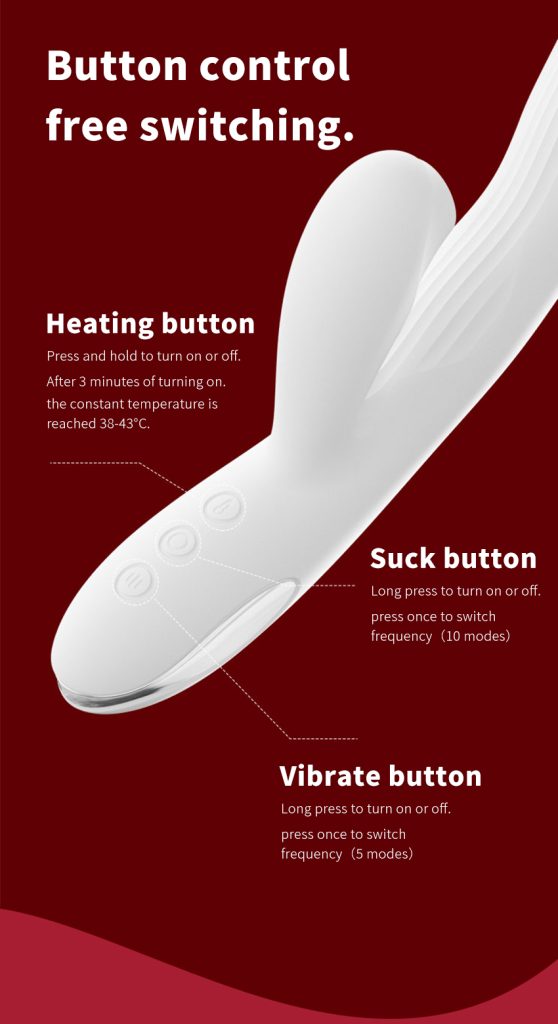 Button control
free switching.
Heating button
Press and hold to turn on or off.
After 3 minutes of turning on.
the constant temperature is
reached 38-43°C.
Suck button
Long press to turn on or off.
press once to switch
frequency（10 modes）
Vibrate button
Long press to turn on or off.
press once to switch
frequency（5 modes）